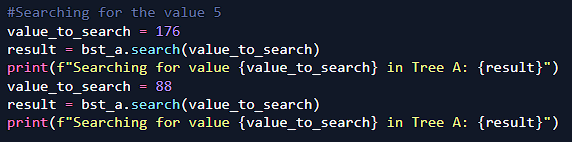 #Searching for the value 5
value_to_search = 176
result = bst_a.search(value_to_search)
print(f"Searching for value {value_to_search} in Tree A: {result}")
value_to_search = 88
result = bst_a.search(value_to_search)
print(f"Searching for value {value_to_search} in Tree A: {result}")